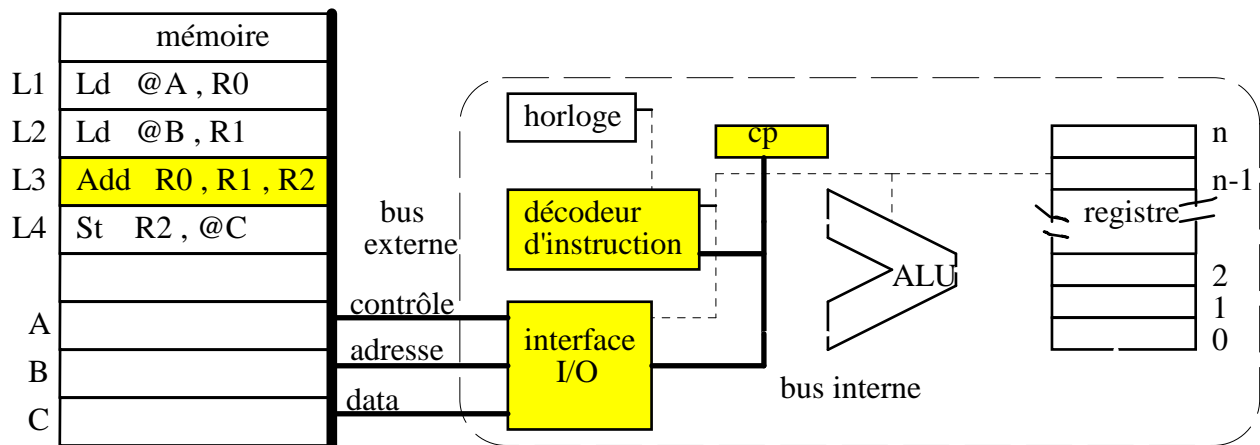 mémoire
L1 Ld @A , R0
L2 Ld @B , R1
L3 Add R0 , R1 , R2
L4 St R2 , @C
A
B
C
bus
externe
contrôle
adresse
data
horloge
décodeur
d'instruction
interface
I/O
cp
ALU
bus interne
registre
n
n-1
2
1
0